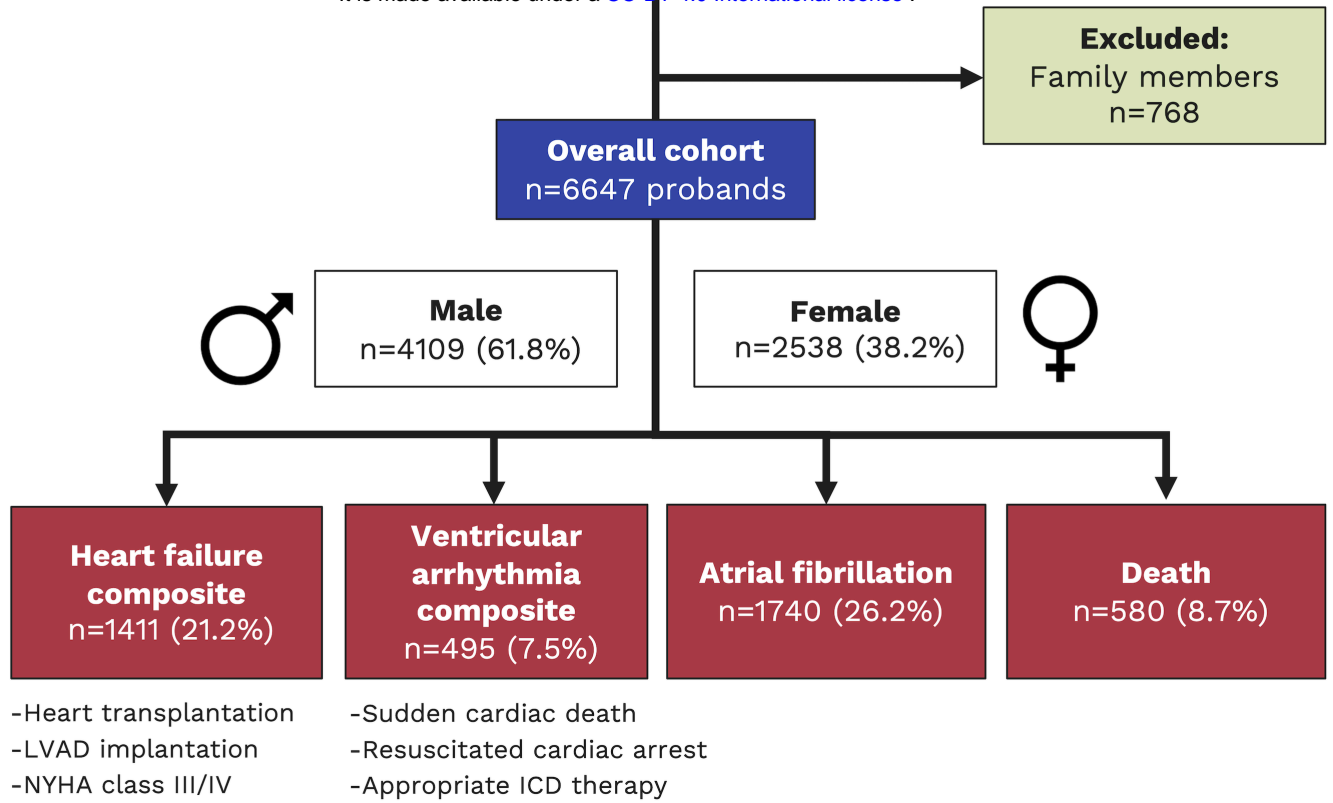 Excluded:
Family members
n=768
Overall cohort
n=6647 probands
Male
n=4109 (61.8%)
Female
n=2538 (38.2%)
Heart failure
composite
n=1411 (21.2%)
Ventricular
arrhythmia
composite
n=495 (7.5%)
Atrial fibrillation
n=1740 (26.2%)
Death
n=580 (8.7%)
-Heart transplantation
-LVAD implantation
-NYHA class III/IV
-Sudden cardiac death
-Resuscitated cardiac arrest
-Appropriate ICD therapy